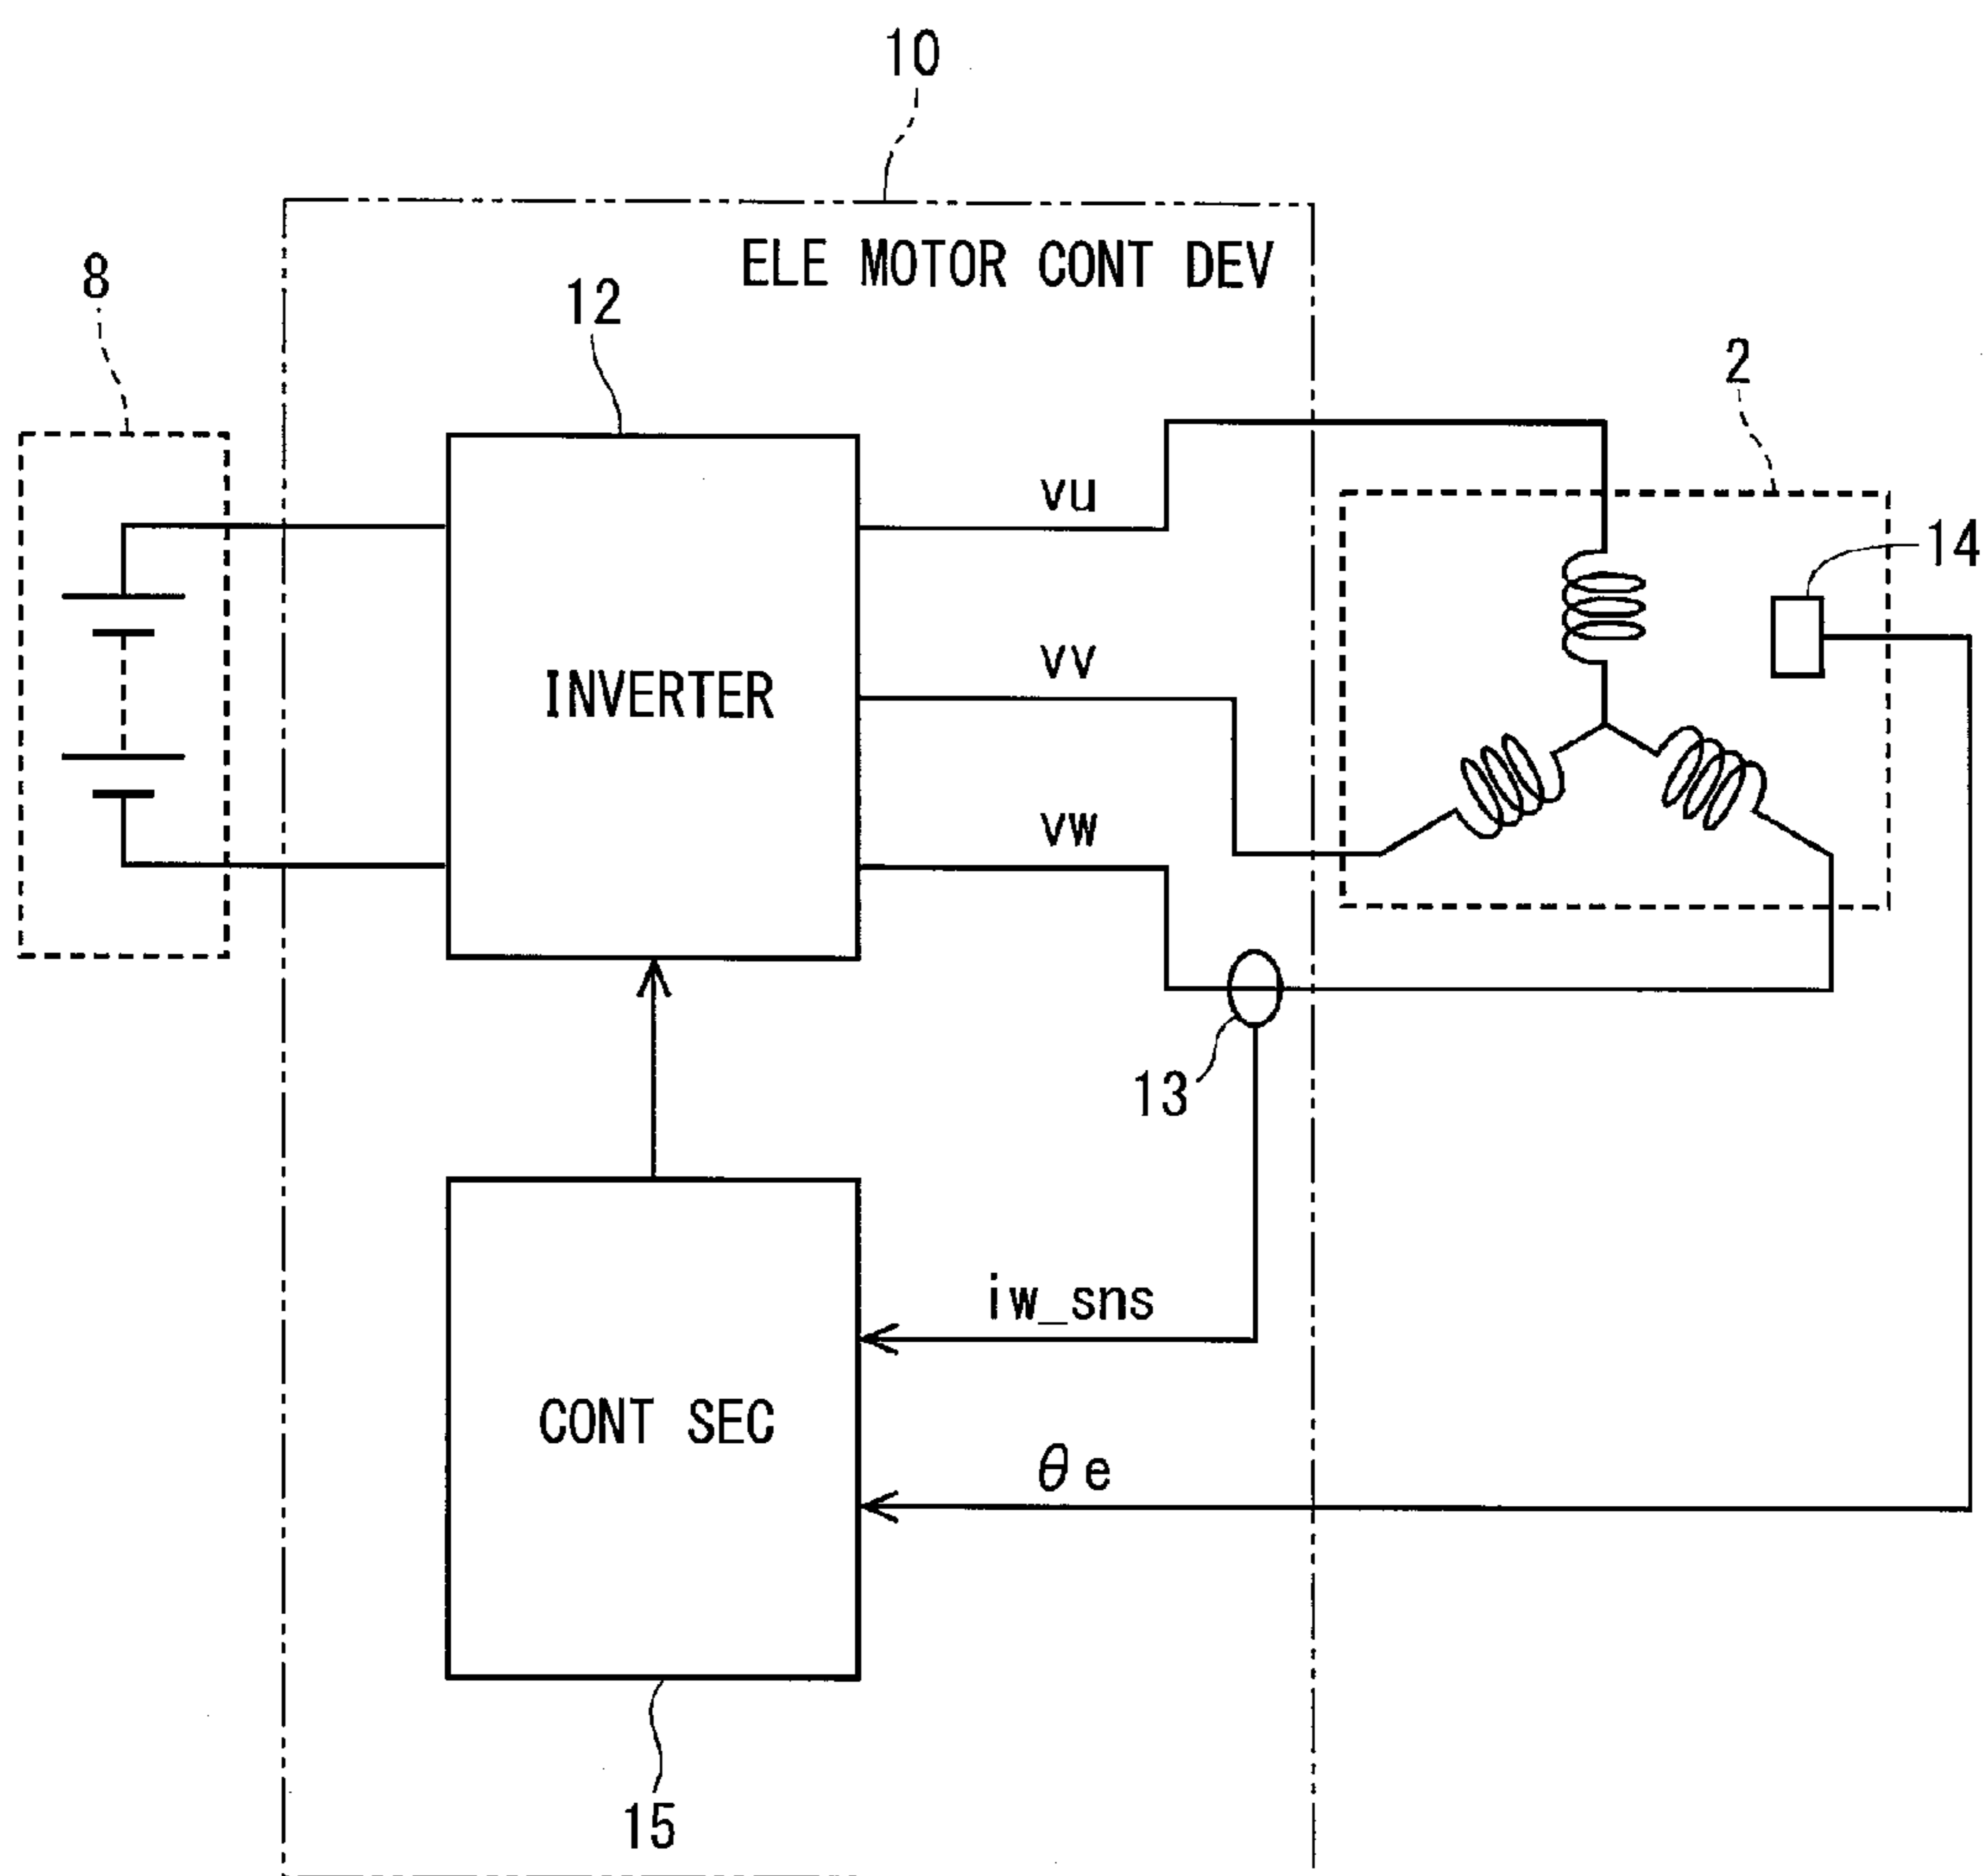 10
ELE MOTOR CONT DEV
8
12
2
vu
14
INVERTER
vv
vw
13
iw_sns
CONT SEC
θe
15